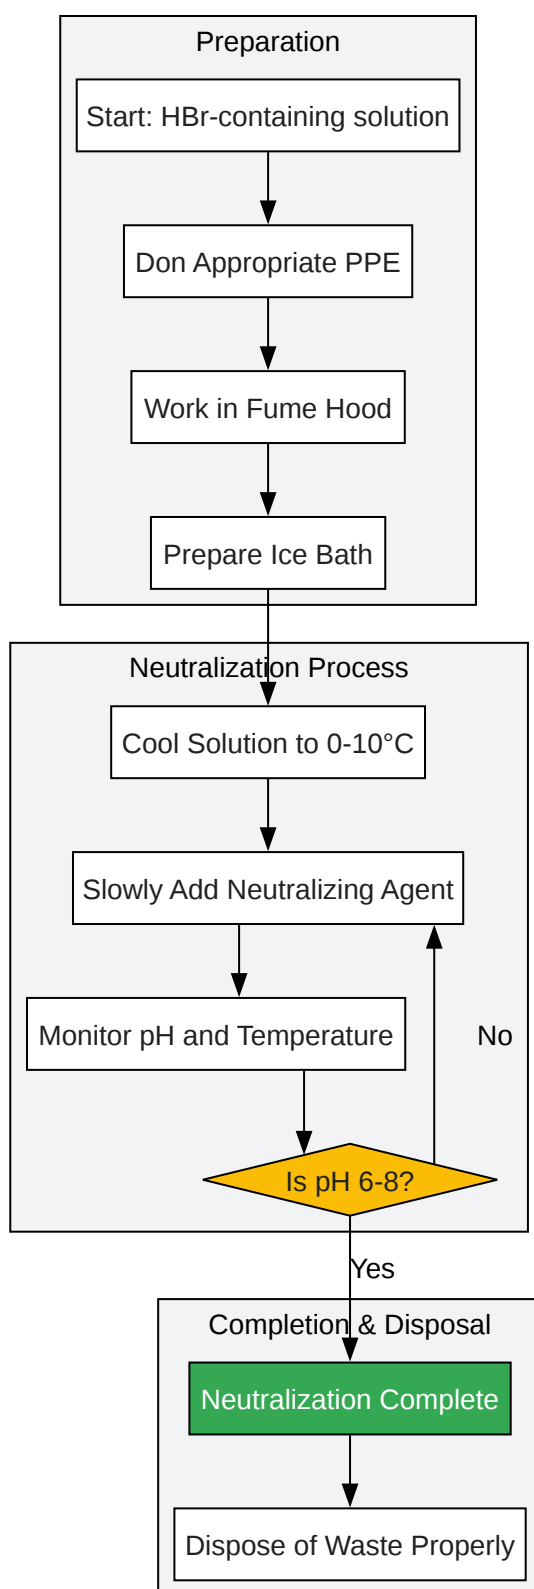 Preparation
Start: HBr-containing solution
Don Appropriate PPE
Work in Fume Hood
Prepare Ice Bath
Neutralization Process
Cool Solution to 0-10°C
Slowly Add Neutralizing Agent
Monitor pH and Temperature
No
Is pH 6-8?
Yes
Completion & Disposal
Neutralization Complete
Dispose of Waste Properly